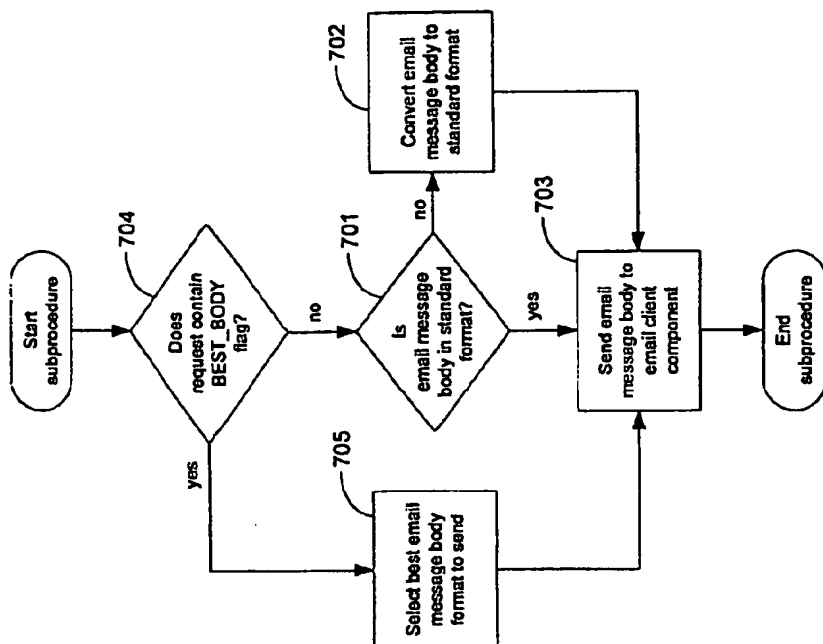 Start
subprocedure
704
Does
request contain
BEST_BODY
flag?
yes
no
705
Select best email
message body
format to send
701
Is
email message
body in standard
format?
no
yes
702
Convert email
message body to
standard format
703
Send email
message body to
email client
component
End
subprocedure